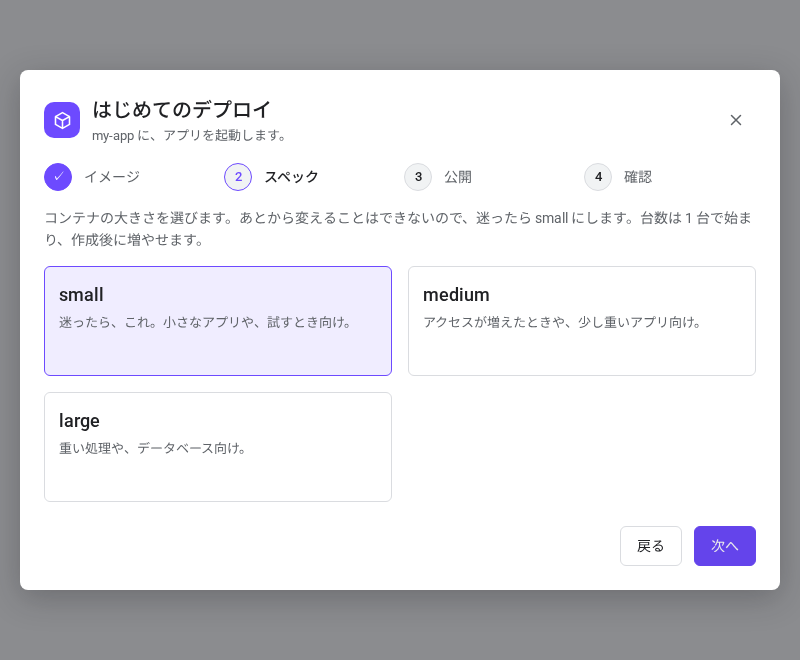 はじめてのデプロイ
my-app に、アプリを起動します。
✓ イメージ
2 スペック
3 公開
4 確認
コンテナの大きさを選びます。あとから変えることはできないので、迷ったら small にします。台数は 1 台で始ま
り、作成後に増やせます。
small
迷ったら、これ。小さなアプリや、試すとき向け。
medium
アクセスが増えたときや、少し重いアプリ向け。
large
重い処理や、データベース向け。
戻る
次へ